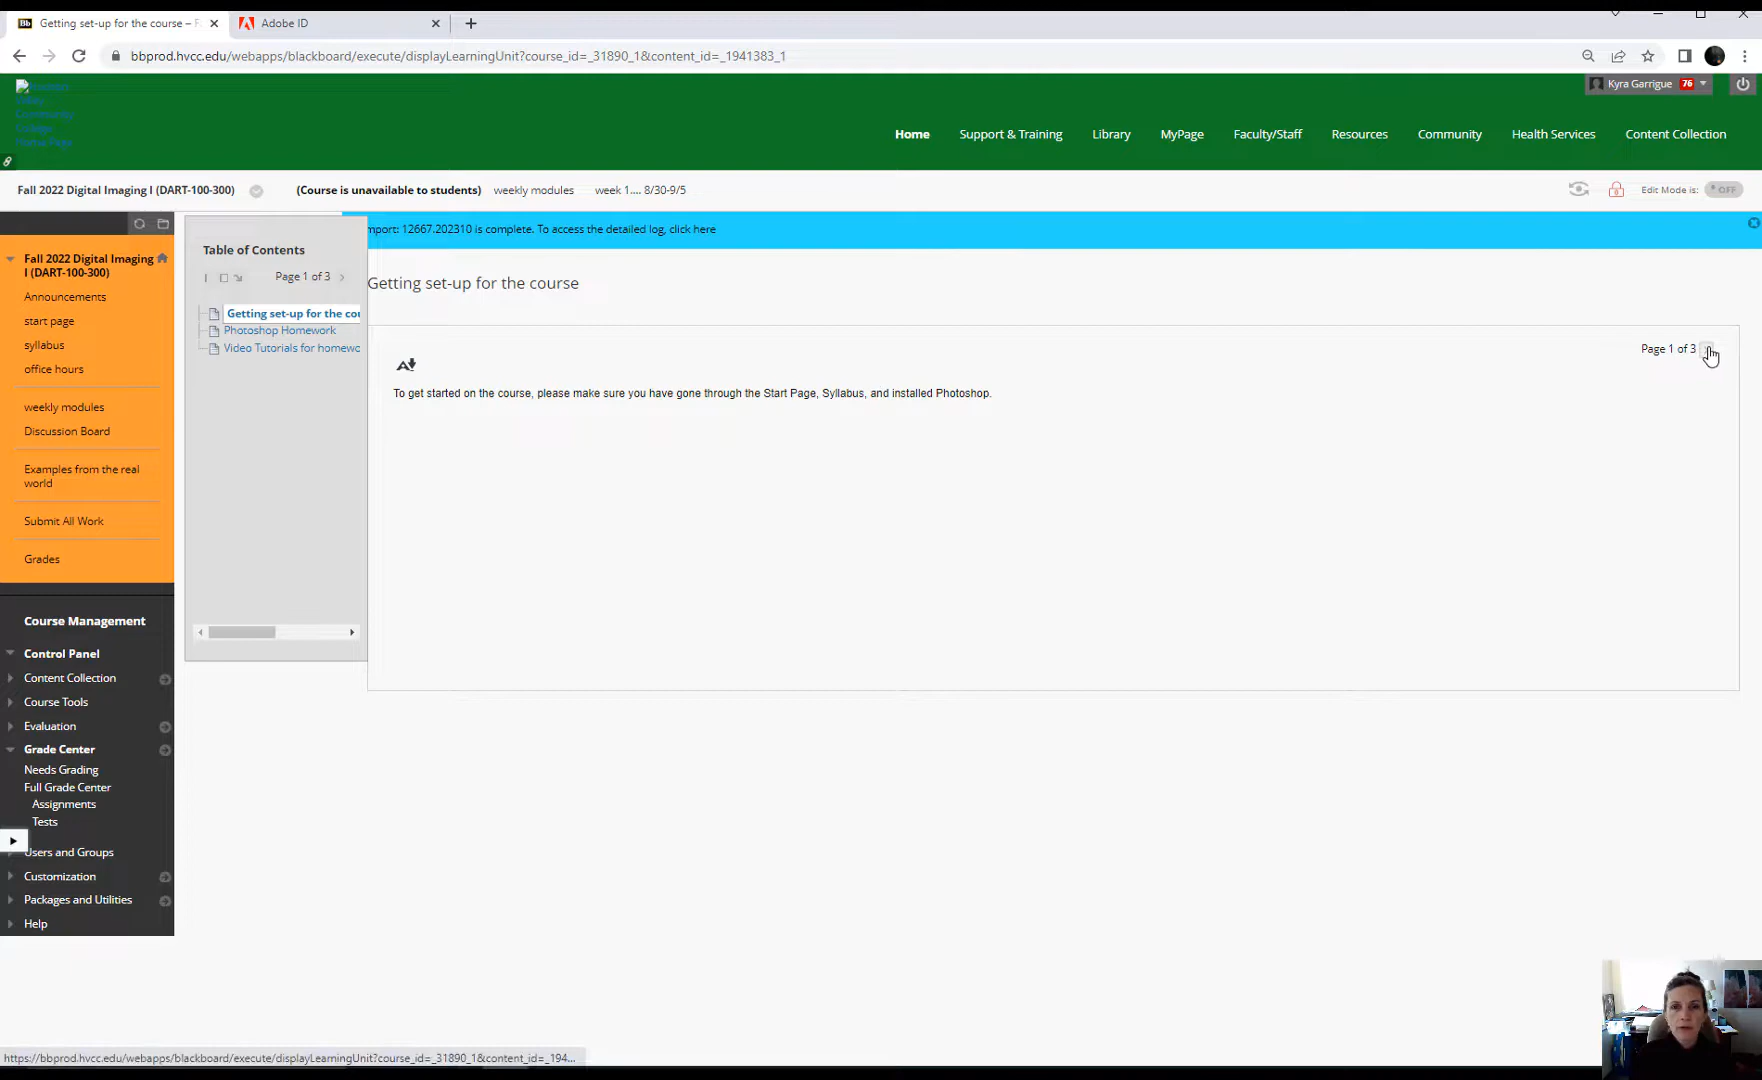 Getting set-up for the course –
Adobe ID
bbprod.hvcc.edu/webapps/blackboard/execute/displayLearningUnit?course_id=_31890_1&content_id=_1941383_1
Kyra Garrigue 76
Home Support & Training Library MyPage Faculty/Staff Resources Community Health Services Content Collection
Fall 2022 Digital Imaging I (DART-100-300) (Course is unavailable to students) weekly modules week 1.... 8/30-9/5 Edit Mode is: OFF
mport: 12667.202310 is complete. To access the detailed log, click here
Fall 2022 Digital Imaging
I (DART-100-300)
Announcements
start page
syllabus
office hours
weekly modules
Discussion Board
Examples from the real
world
Submit All Work
Grades
Course Management
Control Panel
Content Collection
Course Tools
Evaluation
Grade Center
Needs Grading
Full Grade Center
Assignments
Tests
Users and Groups
Customization
Packages and Utilities
Help
Table of Contents
Page 1 of 3
Getting set-up for the cou
Photoshop Homework
Video Tutorials for homewo
Getting set-up for the course
Page 1 of 3
To get started on the course, please make sure you have gone through the Start Page, Syllabus, and installed Photoshop.
https://bbprod.hvcc.edu/webapps/blackboard/execute/displayLearningUnit?course_id=_31890_1&content_id=_194...